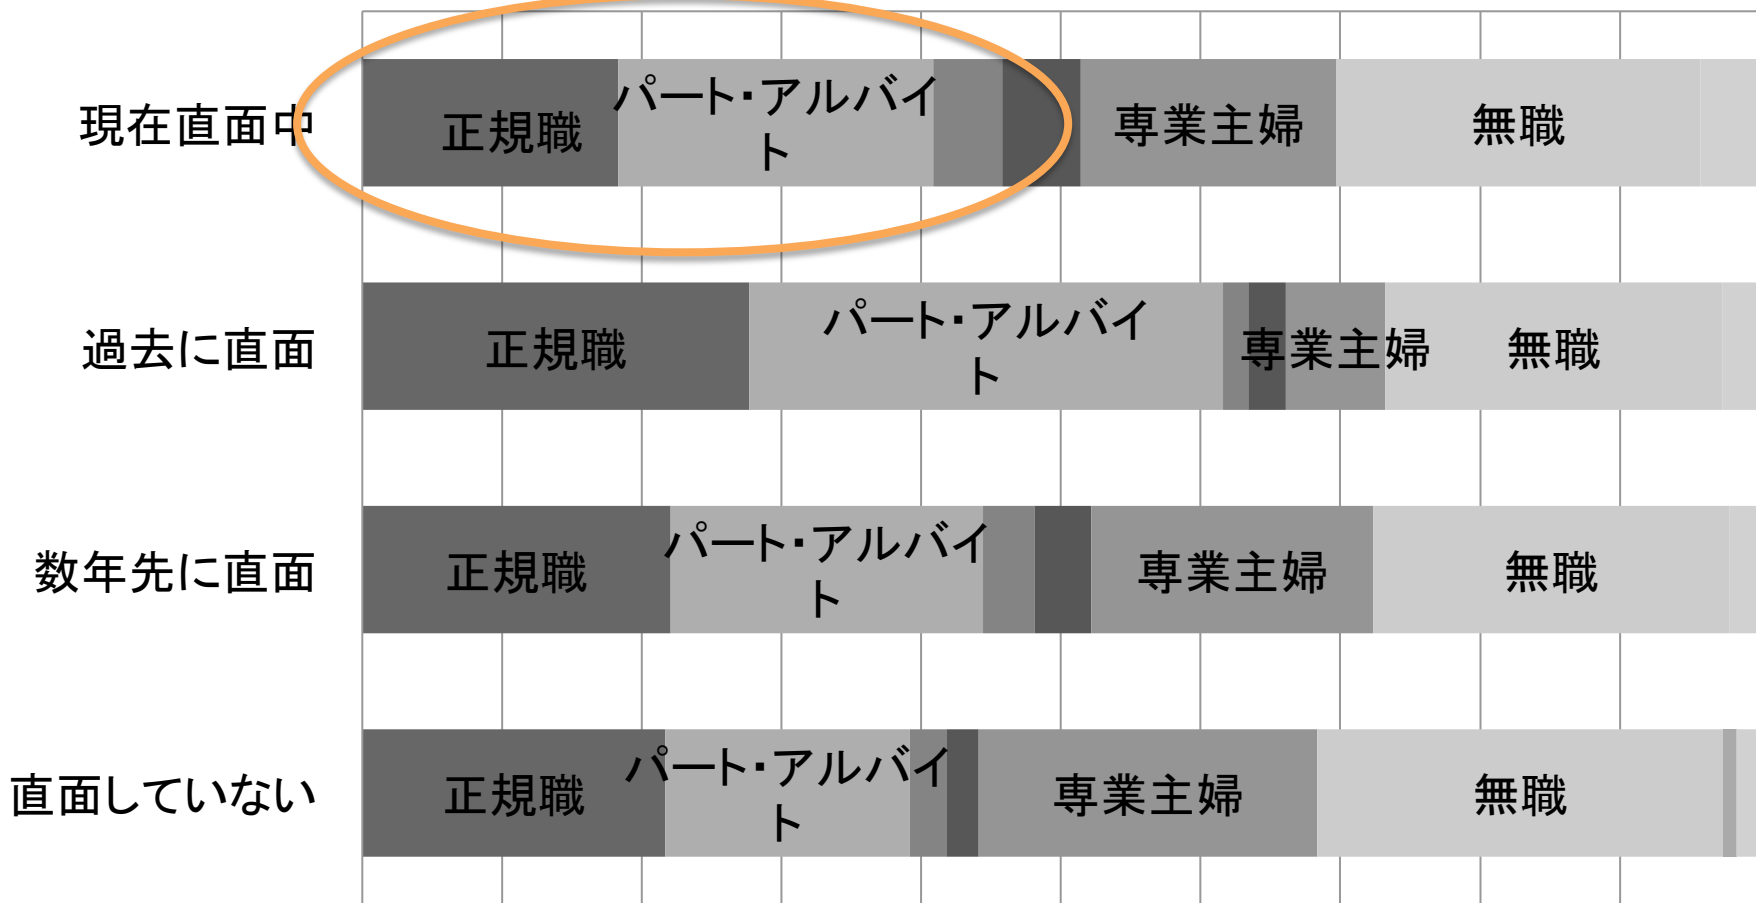 現在直面中
正規職
パート・アルバイ
ト
専業主婦
無職
過去に直面
正規職
パート・アルバイ
ト
専業主婦
無職
数年先に直面
正規職
パート・アルバイ
ト
専業主婦
無職
直面していない
正規職
パート・アルバイ
ト
専業主婦
無職